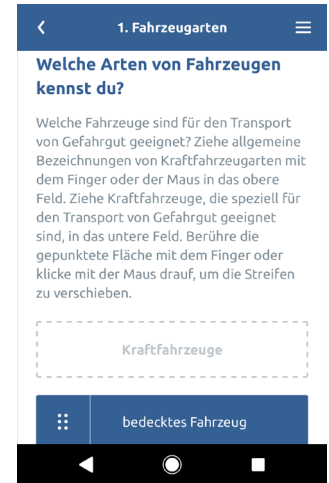 1. Fahrzeugarten
Welche Arten von Fahrzeugen
kennst du?
Welche Fahrzeuge sind für den Transport
von Gefahrgut geeignet? Ziehe allgemeine
Bezeichnungen von Kraftfahrzeugarten mit
dem Finger oder der Maus in das obere
Feld. Ziehe Kraftfahrzeuge, die speziell für
den Transport von Gefahrgut geeignet
sind, in das untere Feld. Berühre die
gepunktete Fläche mit dem Finger oder
klicke mit der Maus drauf, um die Streifen
zu verschieben.
Kraftfahrzeuge
bedecktes Fahrzeug